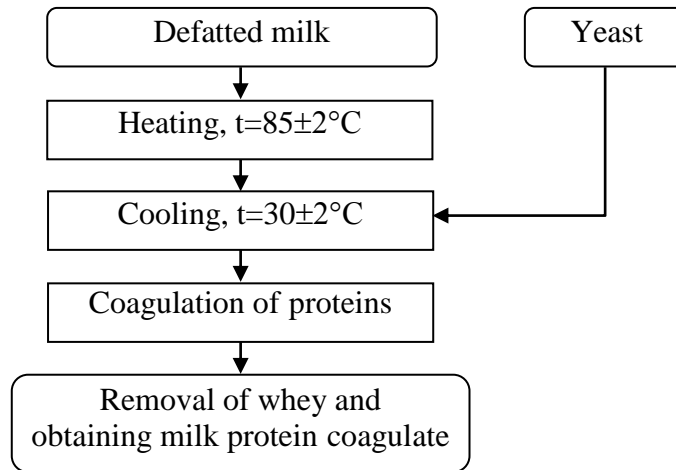 Defatted milk
Yeast
Heating, t=85±2°C
Cooling, t=30±2°C
Coagulation of proteins
Removal of whey and
obtaining milk protein coagulate